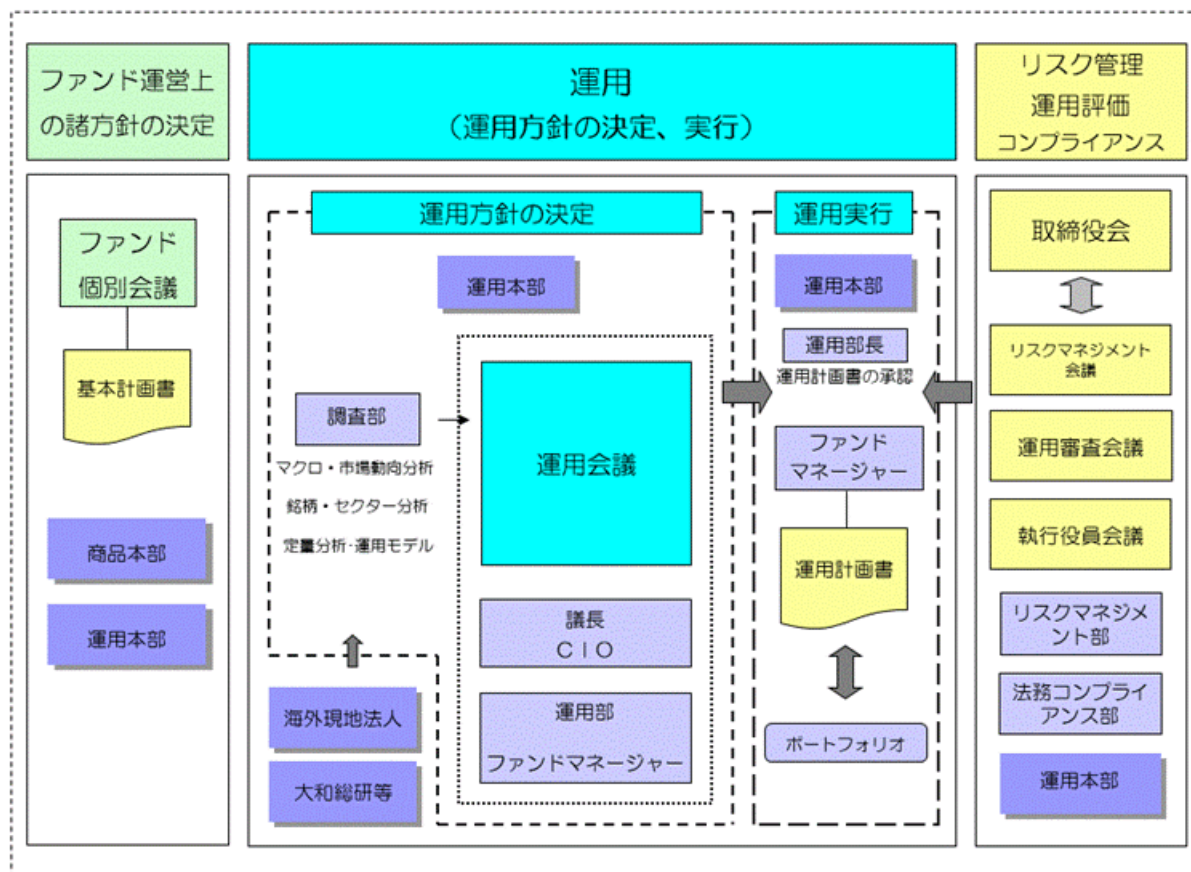 ファンド運営上
の諸方針の決定
運用
（運用方針の決定、実行）
リスク管理
運用評価
コンプライアンス
ファンド
個別会議
基本計画書
商品本部
運用本部
運用方針の決定
運用本部
調査部
マクロ・市場動向分析
銘柄・セクター分析
定量分析・運用モデル
運用会議
議長
ＣＩＯ
運用部
ファンドマネージャー
海外現地法人
大和総研等
運用実行
運用本部
運用部長
運用計画書の承認
ファンド
マネージャー
運用計画書
ポートフォリオ
取締役会
リスクマネジメント
会議
運用審査会議
執行役員会議
リスクマネジメ
ント部
法務コンプライ
アンス部
運用本部